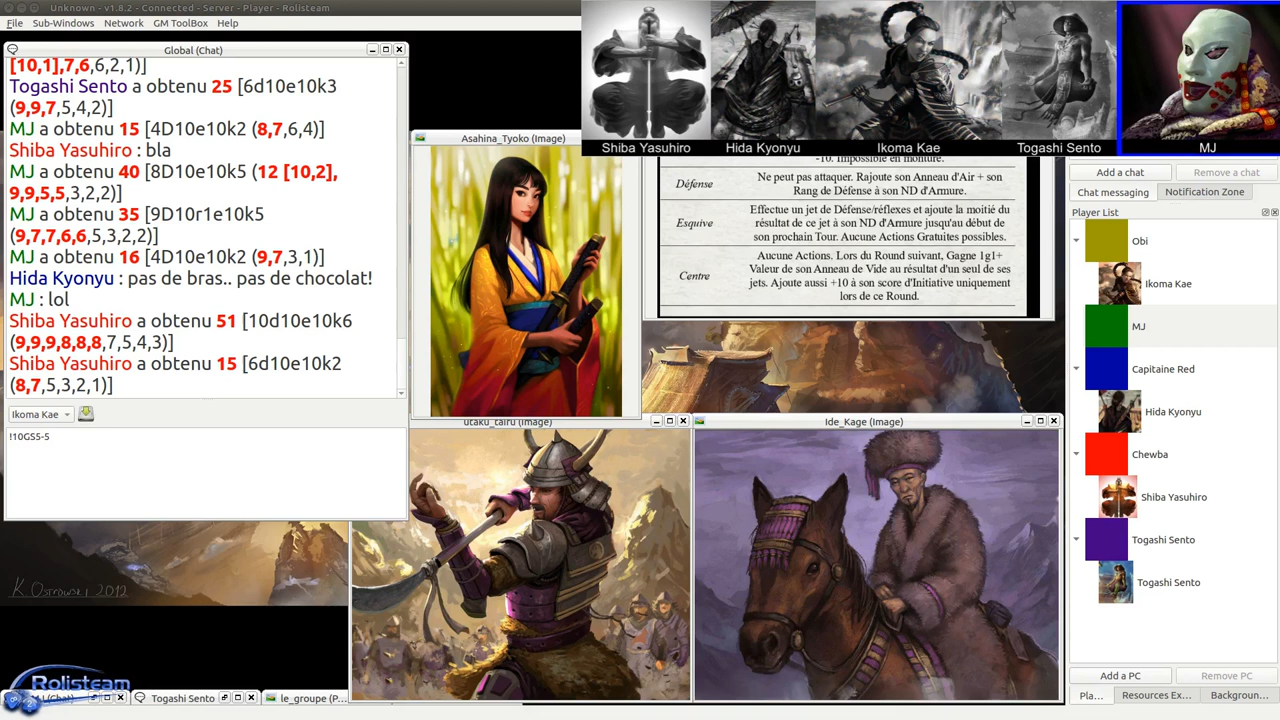 Unknown - v1.8.2 - Connected - Server - Player - Rolisteam
File Sub-Windows Network GM ToolBox Help
Shiba Yasuhiro
Hida Kyonyu
Ikoma Kae
Togashi Sento
MJ
Global (Chat)
[10,1],7,6,6,2,1)]
Togashi Sento a obtenu 25 [6d10e10k3
(9,9,7,5,4,2)]
MJ a obtenu 15 [4D10e10k2 (8,7,6,4)]
Shiba Yasuhiro : bla
MJ a obtenu 40 [8D10e10k5 (12 [10,2],
9,9,5,5,3,2,2)]
MJ a obtenu 35 [9D10r1e10k5
(9,7,7,6,6,5,3,2,2)]
MJ a obtenu 16 [4D10e10k2 (9,7,3,1)]
Hida Kyonyu : pas de bras.. pas de chocolat!
MJ : lol
Shiba Yasuhiro a obtenu 51 [10d10e10k6
(9,9,9,8,8,8,7,5,4,3)]
Shiba Yasuhiro a obtenu 15 [6d10e10k2
(8,7,5,3,2,1)]
Ikoma Kae
!10GS5-5
Asahina_Tyoko (Image)
-10. Impossible en monture.
Défense
Ne peut pas attaquer. Rajoute son Anneau d'Air + son
Rang de Défense à son ND d'Armure.
Esquive
Effectue un jet de Défense/réflexes et ajoute la moitié du
résultat de ce jet à son ND d'Armure jusqu'au début de
son prochain Tour. Aucune Actions Gratuites possibles.
Centre
Aucune Actions. Lors du Round suivant, Gagne 1g1+
Valeur de son Anneau de Vide au résultat d'un seul de ses
jets. Ajoute aussi +10 à son score d'Initiative uniquement
lors de ce Round.
utaku_tairu (Image)
Ide_Kage (Image)
K Ostrowski 2012
Rolisteam
(Chat)
Togashi Sento
le_groupe (P...
Add a chat
Remove a chat
Chat messaging
Notification Zone
Player List
Obi
Ikoma Kae
MJ
Capitaine Red
Hida Kyonyu
Chewba
Shiba Yasuhiro
Togashi Sento
Togashi Sento
Add a PC
Remove PC
Pla...
Resources Ex...
Backgroun...